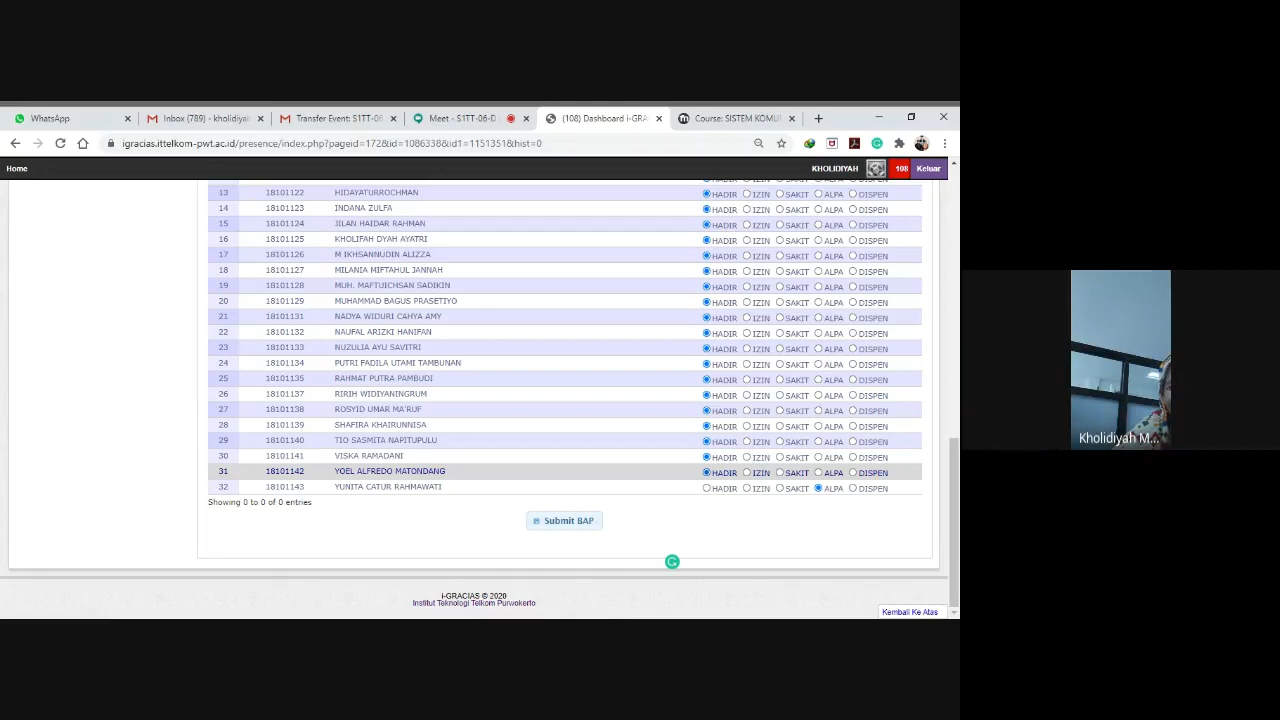 WhatsApp
Inbox (789) - kholidiyah
Transfer Event: S1TT-06
Meet - S1TT-06-D
(108) Dashboard i-GRA
Course: SISTEM KOMU
igracias.ittelkom-pwt.ac.id/presence/index.php?pageid=172&id=1086338&id1=1151351&hist=0
Home KHOLIDIYAH 108 Keluar
13 18101122 HIDAYATURROCHMAN HADIR IZIN SAKIT ALPA DISPEN
14 18101123 INDANA ZULFA HADIR IZIN SAKIT ALPA DISPEN
15 18101124 JILAN HAIDAR RAHMAN HADIR IZIN SAKIT ALPA DISPEN
16 18101125 KHOLIFAH DYAH AYATRI HADIR IZIN SAKIT ALPA DISPEN
17 18101126 M IKHSANNUDIN ALIZZA HADIR IZIN SAKIT ALPA DISPEN
18 18101127 MILANIA MIFTAHUL JANNAH HADIR IZIN SAKIT ALPA DISPEN
19 18101128 MUH. MAFTUICHSAN SADIKIN HADIR IZIN SAKIT ALPA DISPEN
20 18101129 MUHAMMAD BAGUS PRASETIYO HADIR IZIN SAKIT ALPA DISPEN
21 18101131 NADYA WIDURI CAHYA AMY HADIR IZIN SAKIT ALPA DISPEN
22 18101132 NAUFAL ARIZKI HANIFAN HADIR IZIN SAKIT ALPA DISPEN
23 18101133 NUZULIA AYU SAVITRI HADIR IZIN SAKIT ALPA DISPEN
24 18101134 PUTRI FADILA UTAMI TAMBUNAN HADIR IZIN SAKIT ALPA DISPEN
25 18101135 RAHMAT PUTRA PAMBUDI HADIR IZIN SAKIT ALPA DISPEN
26 18101137 RIRIH WIDIYANINGRUM HADIR IZIN SAKIT ALPA DISPEN
27 18101138 ROSYID UMAR MA'RUF HADIR IZIN SAKIT ALPA DISPEN
28 18101139 SHAFIRA KHAIRUNNISA HADIR IZIN SAKIT ALPA DISPEN
29 18101140 TIO SASMITA NAPITUPULU HADIR IZIN SAKIT ALPA DISPEN
30 18101141 VISKA RAMADANI HADIR IZIN SAKIT ALPA DISPEN
31 18101142 YOEL ALFREDO MATONDANG HADIR IZIN SAKIT ALPA DISPEN
32 18101143 YUNITA CATUR RAHMAWATI HADIR IZIN SAKIT ALPA DISPEN
Showing 0 to 0 of 0 entries
Submit BAP
i-GRACIAS © 2020
Institut Teknologi Telkom Purwokerto
Kembali Ke Atas
Kholidiyah M...